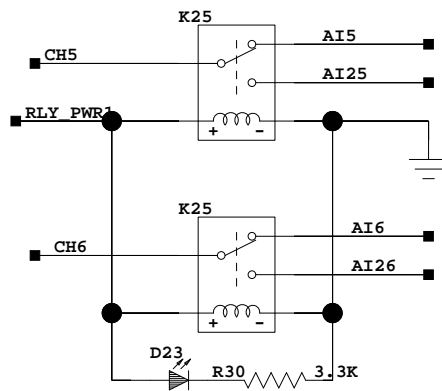 K25
CH5
AI5
AI25
RLY_PWR1
+ -
K25
CH6
AI6
AI26
+ -
D23
R30 3.3K